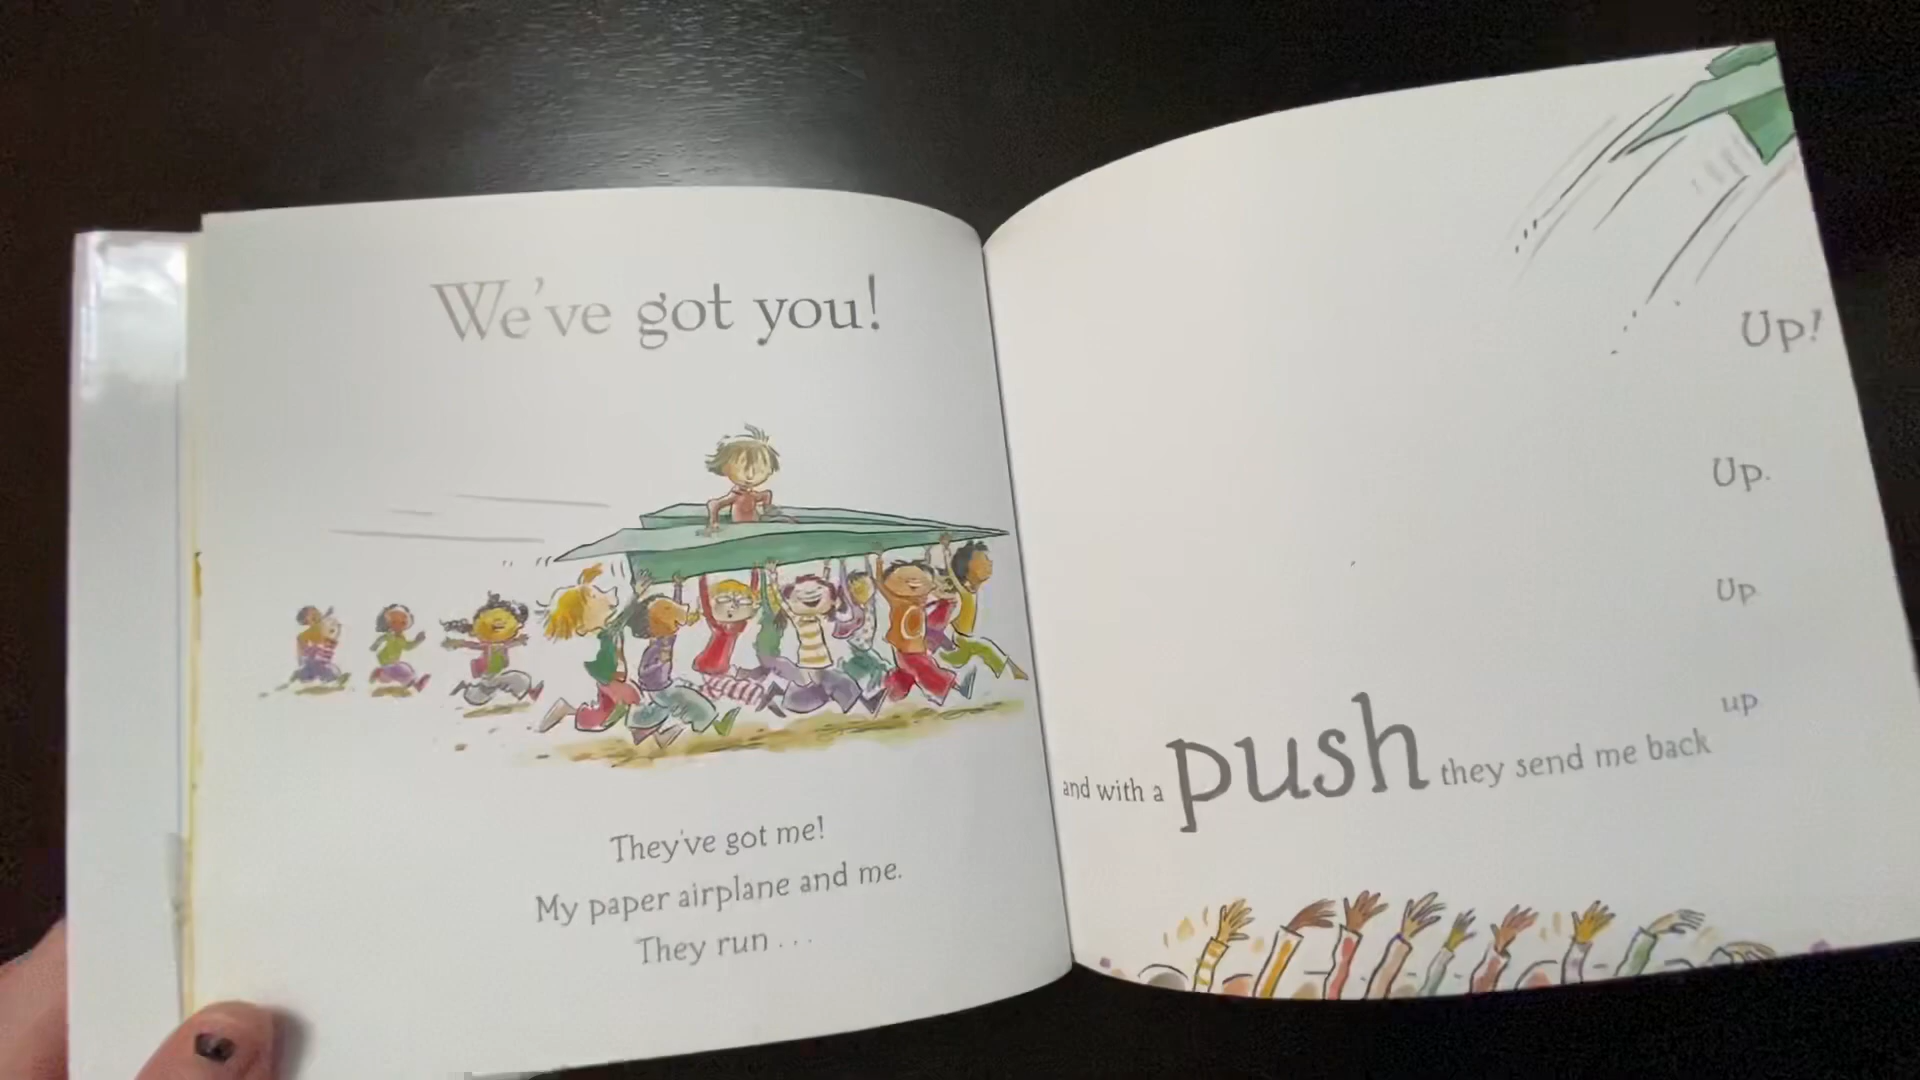 We've got you!
They've got me!
My paper airplane and me.
They run . . .
and with a push they send me back
up
Up
Up.
Up!